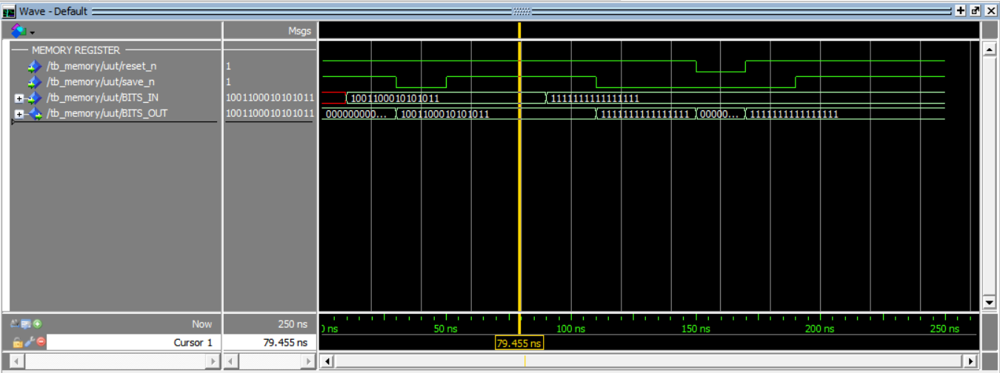 Wave - Default
Msgs
MEMORY REGISTER
/tb_memory/uut/reset_n 1
/tb_memory/uut/save_n 1
/tb_memory/uut/BITS_IN 1001100010101011 1001100010101011 1111111111111111
/tb_memory/uut/BITS_OUT 1001100010101011 000000000... 1001100010101011 1111111111111111 00000... 1111111111111111
Now 250 ns
0 ns 50 ns 100 ns 150 ns 200 ns 250 ns
Cursor 1 79.455 ns 79.455 ns